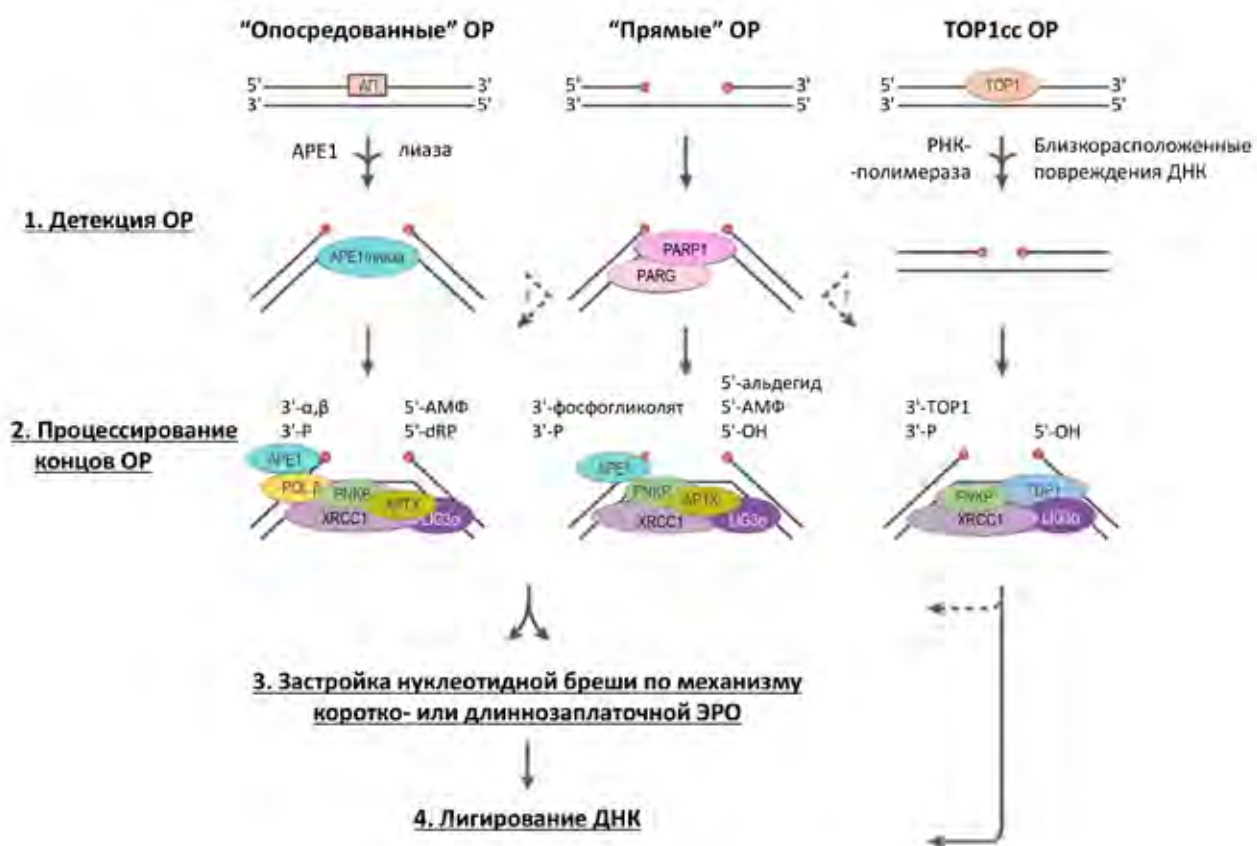 “Опосредованные” ОР
“Прямые” ОР
TOP1cc ОР
5'
АП
3'
3'
5'
5'
3'
3'
5'
5'
TOP1
3'
3'
5'
APE1
лиаза
РНК-
-полимераза
Близкорасположенные
повреждения ДНК
1. Детекция ОР
APE1/лиаза
PARP1
PARG
?
?
2. Процессирование
концов ОР
3'-α,β
3'-P
5'-АМФ
5'-dRP
APE1
POL β
PNKP
APTX
XRCC1
LIG3α
3'-фосфогликолят
3'-P
5'-альдегид
5'-АМФ
5'-OH
APE1
PNKP
APTX
XRCC1
LIG3α
3'-TOP1
3'-P
5'-OH
PNKP
TDP1
XRCC1
LIG3α
3. Застройка нуклеотидной бреши по механизму
коротко- или длиннозаплаточной ЭРО
4. Лигирование ДНК